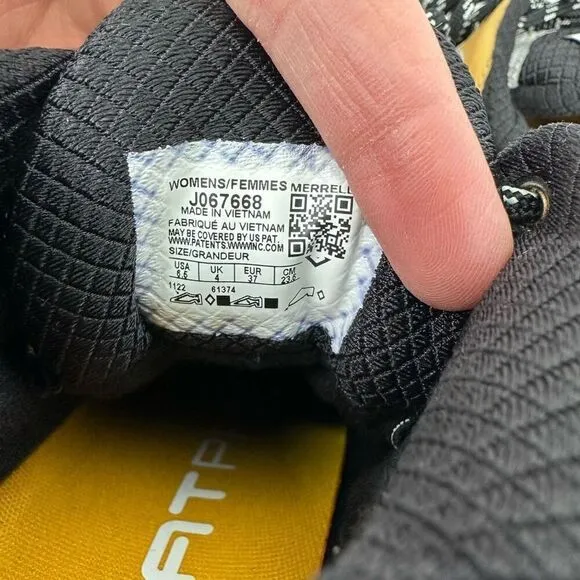 WOMENS/FEMMES MERRELL
J067668
MADE IN VIETNAM
FABRIQUÉ AU VIETNAM
MAY BE COVERED BY US PAT.
WWW.PATENTS.WWWINC.COM
SIZE/GRANDEUR
USA UK EUR CM
6.5 4 37 23.5
1122 61374